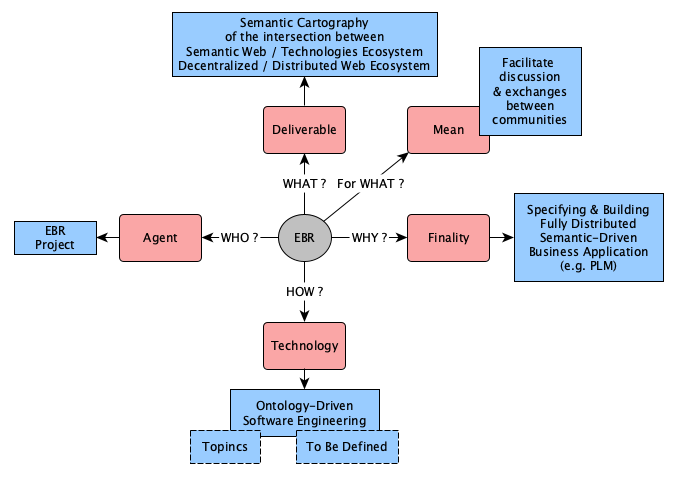 Semantic Cartography
of the intersection between
Semantic Web / Technologies Ecosystem
Decentralized / Distributed Web Ecosystem
Facilitate
discussion
& exchanges
between
communities
Deliverable
Mean
WHAT ?
For WHAT ?
EBR
Project
Agent
WHO ?
EBR
WHY ?
Finality
Specifying & Building
Fully Distributed
Semantic-Driven
Business Application
(e.g. PLM)
HOW ?
Technology
Ontology-Driven
Software Engineering
Topincs
To Be Defined